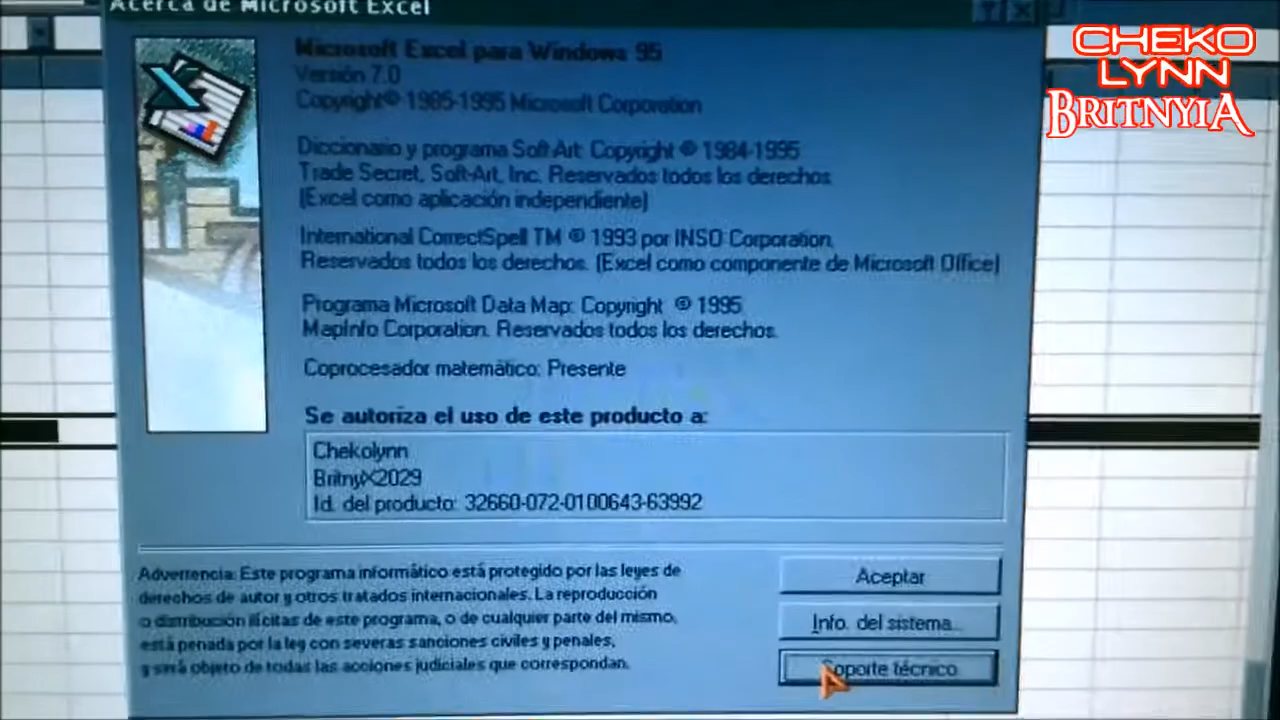 Acerca de Microsoft Excel
CHEKO
LYNN
BRITNYIA
Microsoft Excel para Windows 95
Versión 7.0
Copyright© 1985-1995 Microsoft Corporation
Diccionario y programa Soft-Art: Copyright © 1984-1995
Trade Secret, Soft-Art, Inc. Reservados todos los derechos
(Excel como aplicación independiente)
International CorrectSpell TM © 1993 por INSO Corporation.
Reservados todos los derechos. (Excel como componente de Microsoft Office)
Programa Microsoft Data Map: Copyright © 1995
MapInfo Corporation. Reservados todos los derechos.
Coprocesador matemático: Presente
Se autoriza el uso de este producto a:
Chekolynn
BritnyX2029
Id. del producto: 32660-072-0100643-63992
Advertencia: Este programa informático está protegido por las leyes de
derechos de autor y otros tratados internacionales. La reproducción
o distribución ilícitas de este programa, o de cualquier parte del mismo,
está penada por la ley con severas sanciones civiles y penales,
y será objeto de todas las acciones judiciales que correspondan.
Aceptar
Info. del sistema...
Soporte técnico